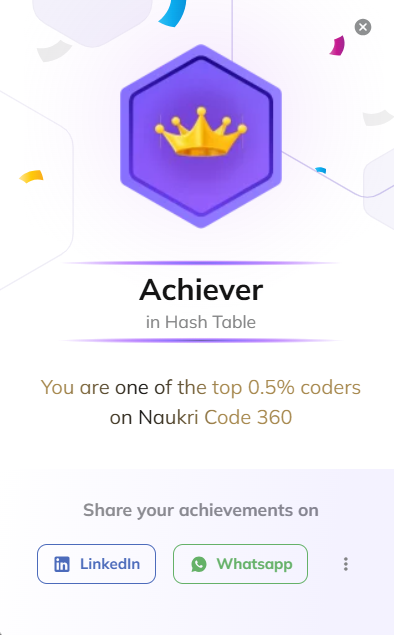 Achiever
in Hash Table
You are one of the top 0.5% coders
on Naukri Code 360
Share your achievements on
LinkedIn
Whatsapp